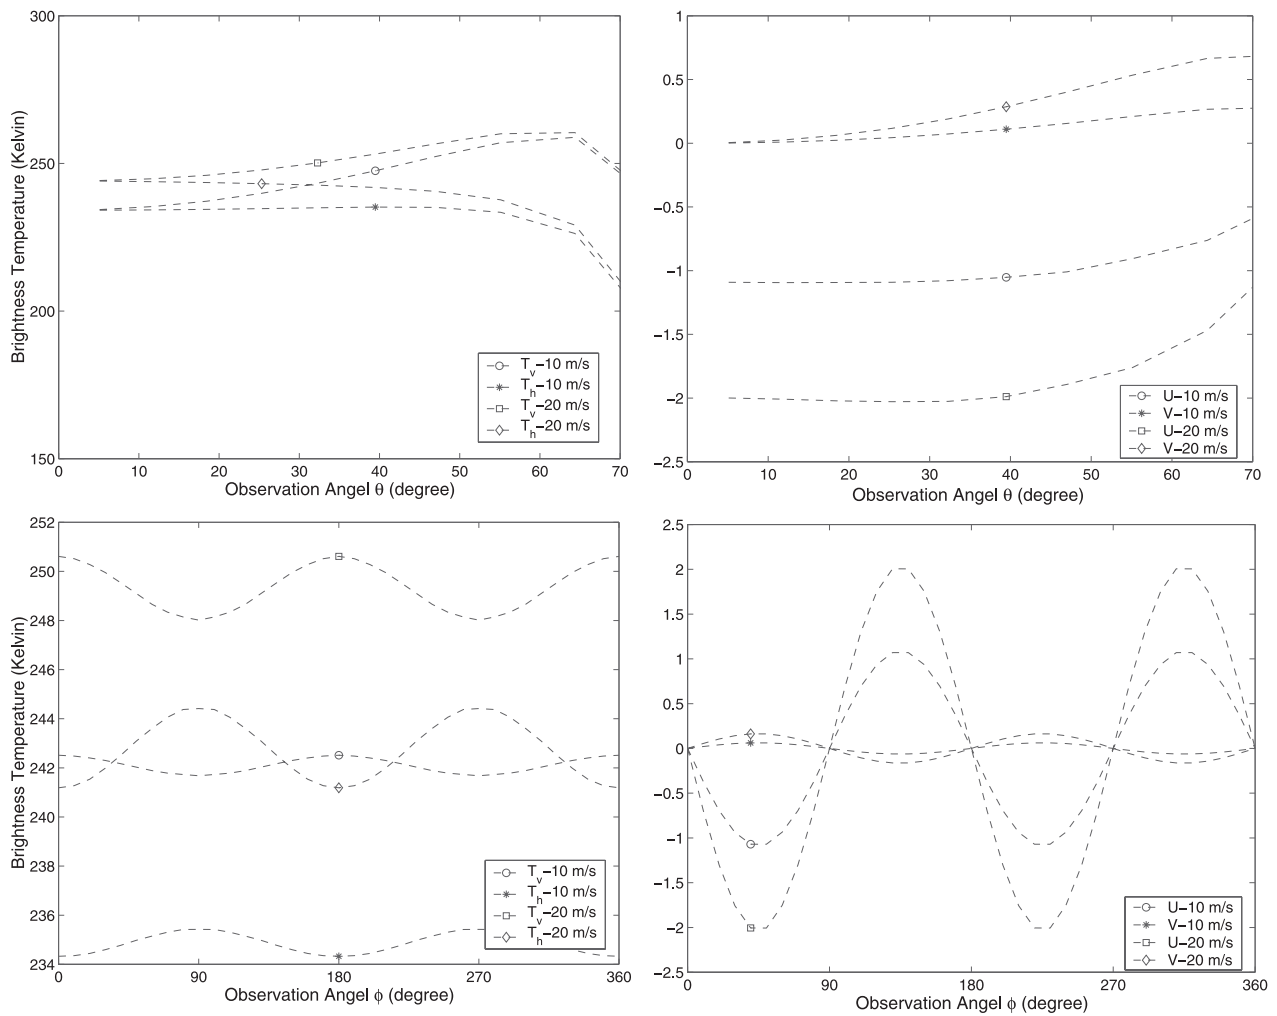 300
250
200
150
Brightness Temperature (Kelvin)
0 10 20 30 40 50 60 70
Observation Angel θ (degree)
Tv−10 m/s
Th−10 m/s
Tv−20 m/s
Th−20 m/s
1
0.5
0
−0.5
−1
−1.5
−2
−2.5
0 10 20 30 40 50 60 70
Observation Angel θ (degree)
U−10 m/s
V−10 m/s
U−20 m/s
V−20 m/s
252
250
248
246
244
242
240
238
236
234
Brightness Temperature (Kelvin)
0 90 180 270 360
Observation Angel ϕ (degree)
Tv−10 m/s
Th−10 m/s
Tv−20 m/s
Th−20 m/s
2.5
2
1.5
1
0.5
0
−0.5
−1
−1.5
−2
−2.5
0 90 180 270 360
Observation Angel ϕ (degree)
U−10 m/s
V−10 m/s
U−20 m/s
V−20 m/s